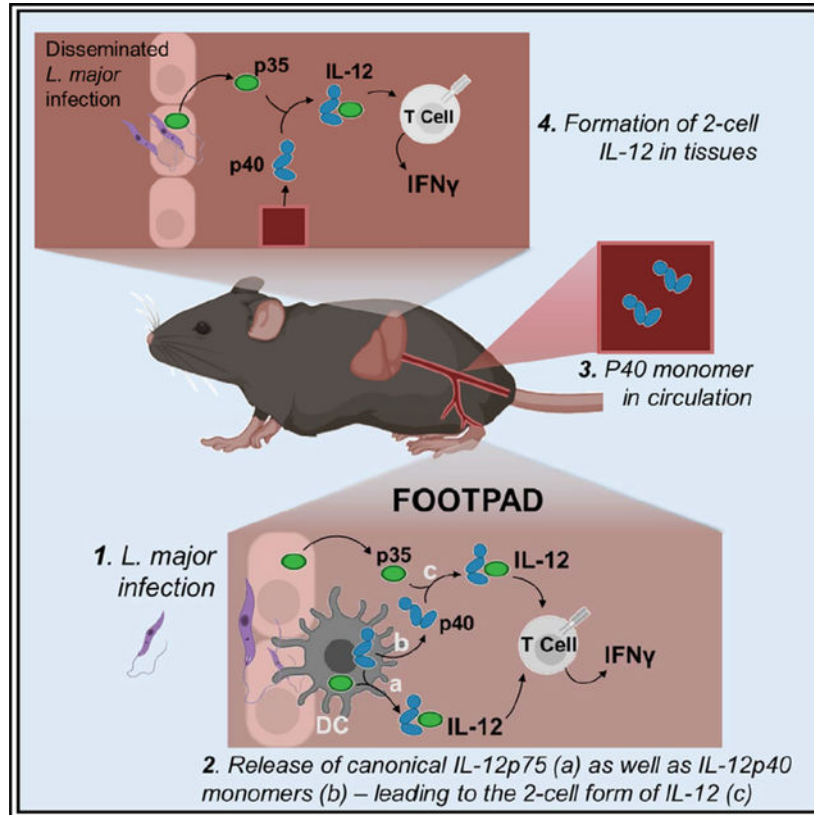 Disseminated
L. major
infection
p35
IL-12
T Cell
p40
IFNγ
4. Formation of 2-cell
IL-12 in tissues
3. P40 monomer
in circulation
FOOTPAD
1. L. major
infection
p35
c
IL-12
p40
b
T Cell
IFNγ
a
DC
IL-12
2. Release of canonical IL-12p75 (a) as well as IL-12p40
monomers (b) – leading to the 2-cell form of IL-12 (c)